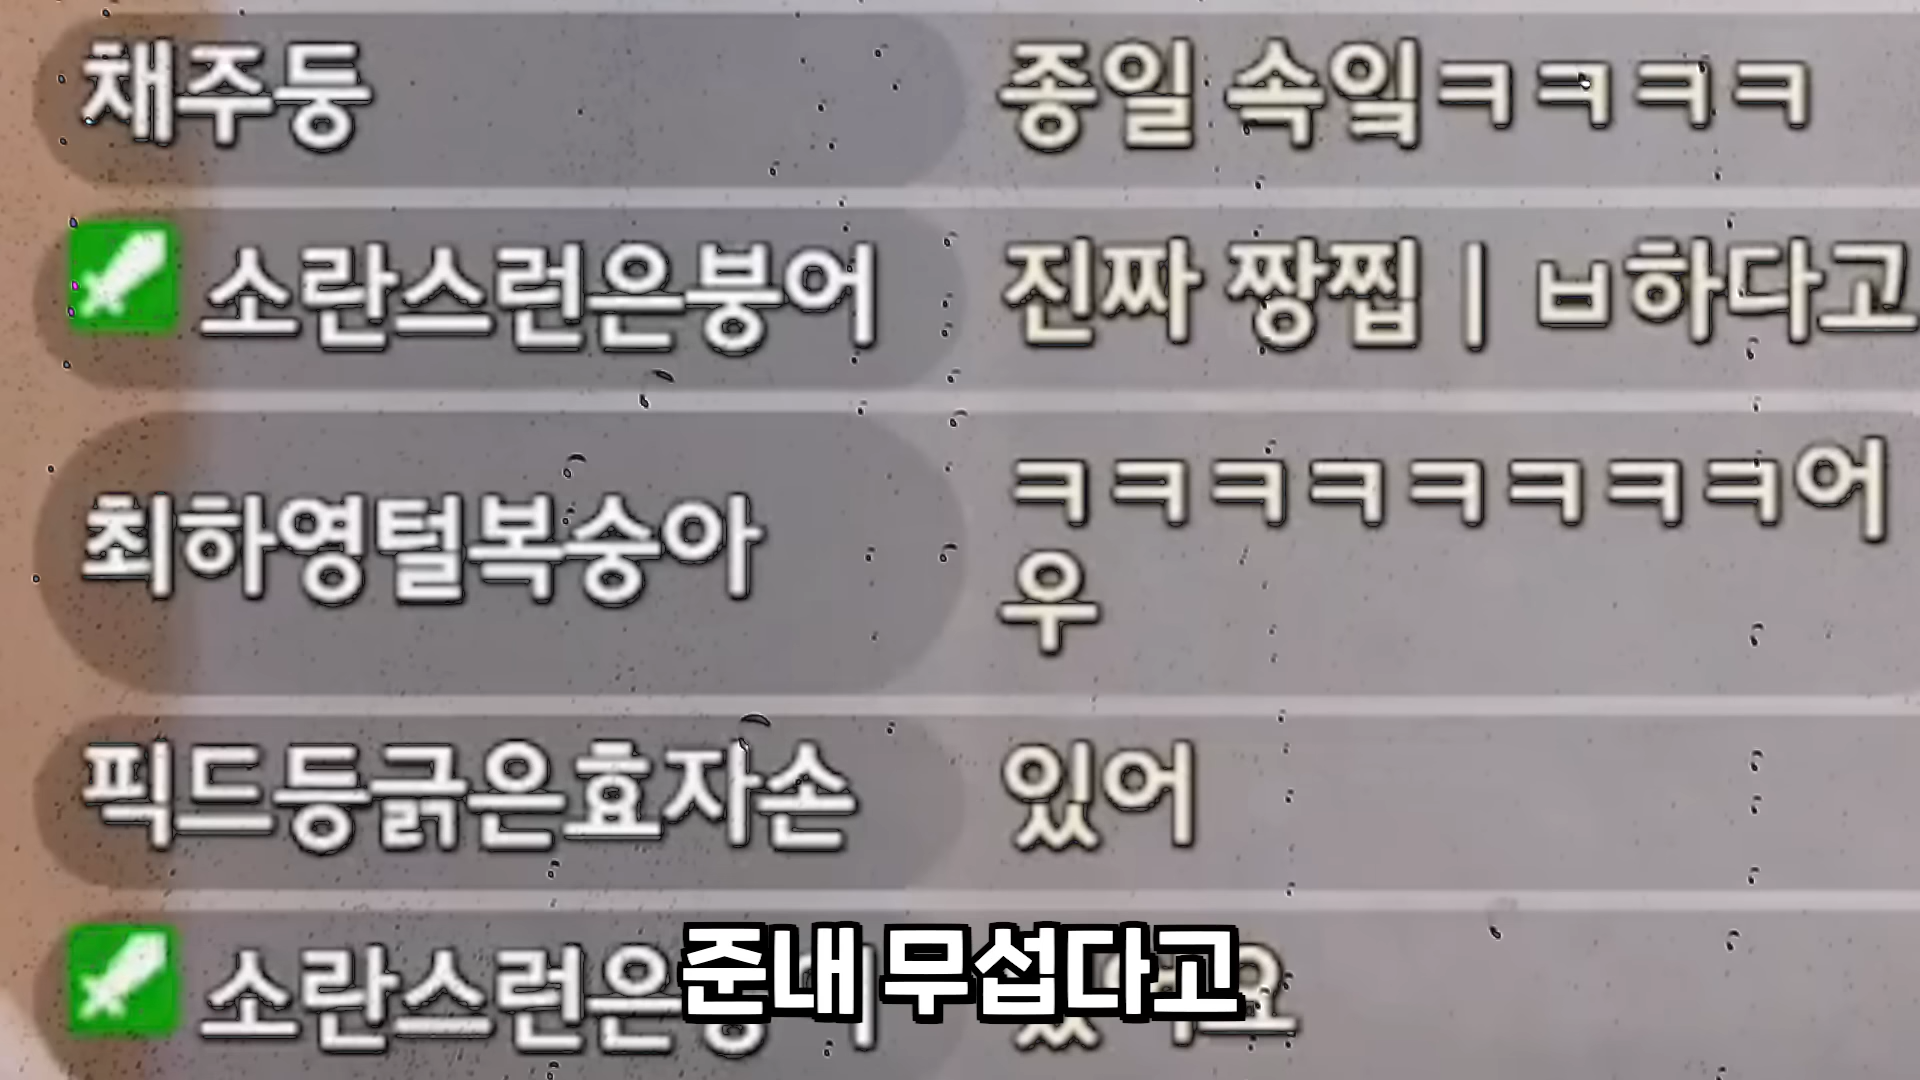 채주둥 종일 속잌ㅋㅋㅋㅋ
소란스런은붕어 진짜 짱찝ㅣㅂ하다고
최하영털복숭아 ㅋㅋㅋㅋㅋㅋㅋㅋ어
우
픽드등긁은효자손 있어
소란스런은
준내 무섭다고